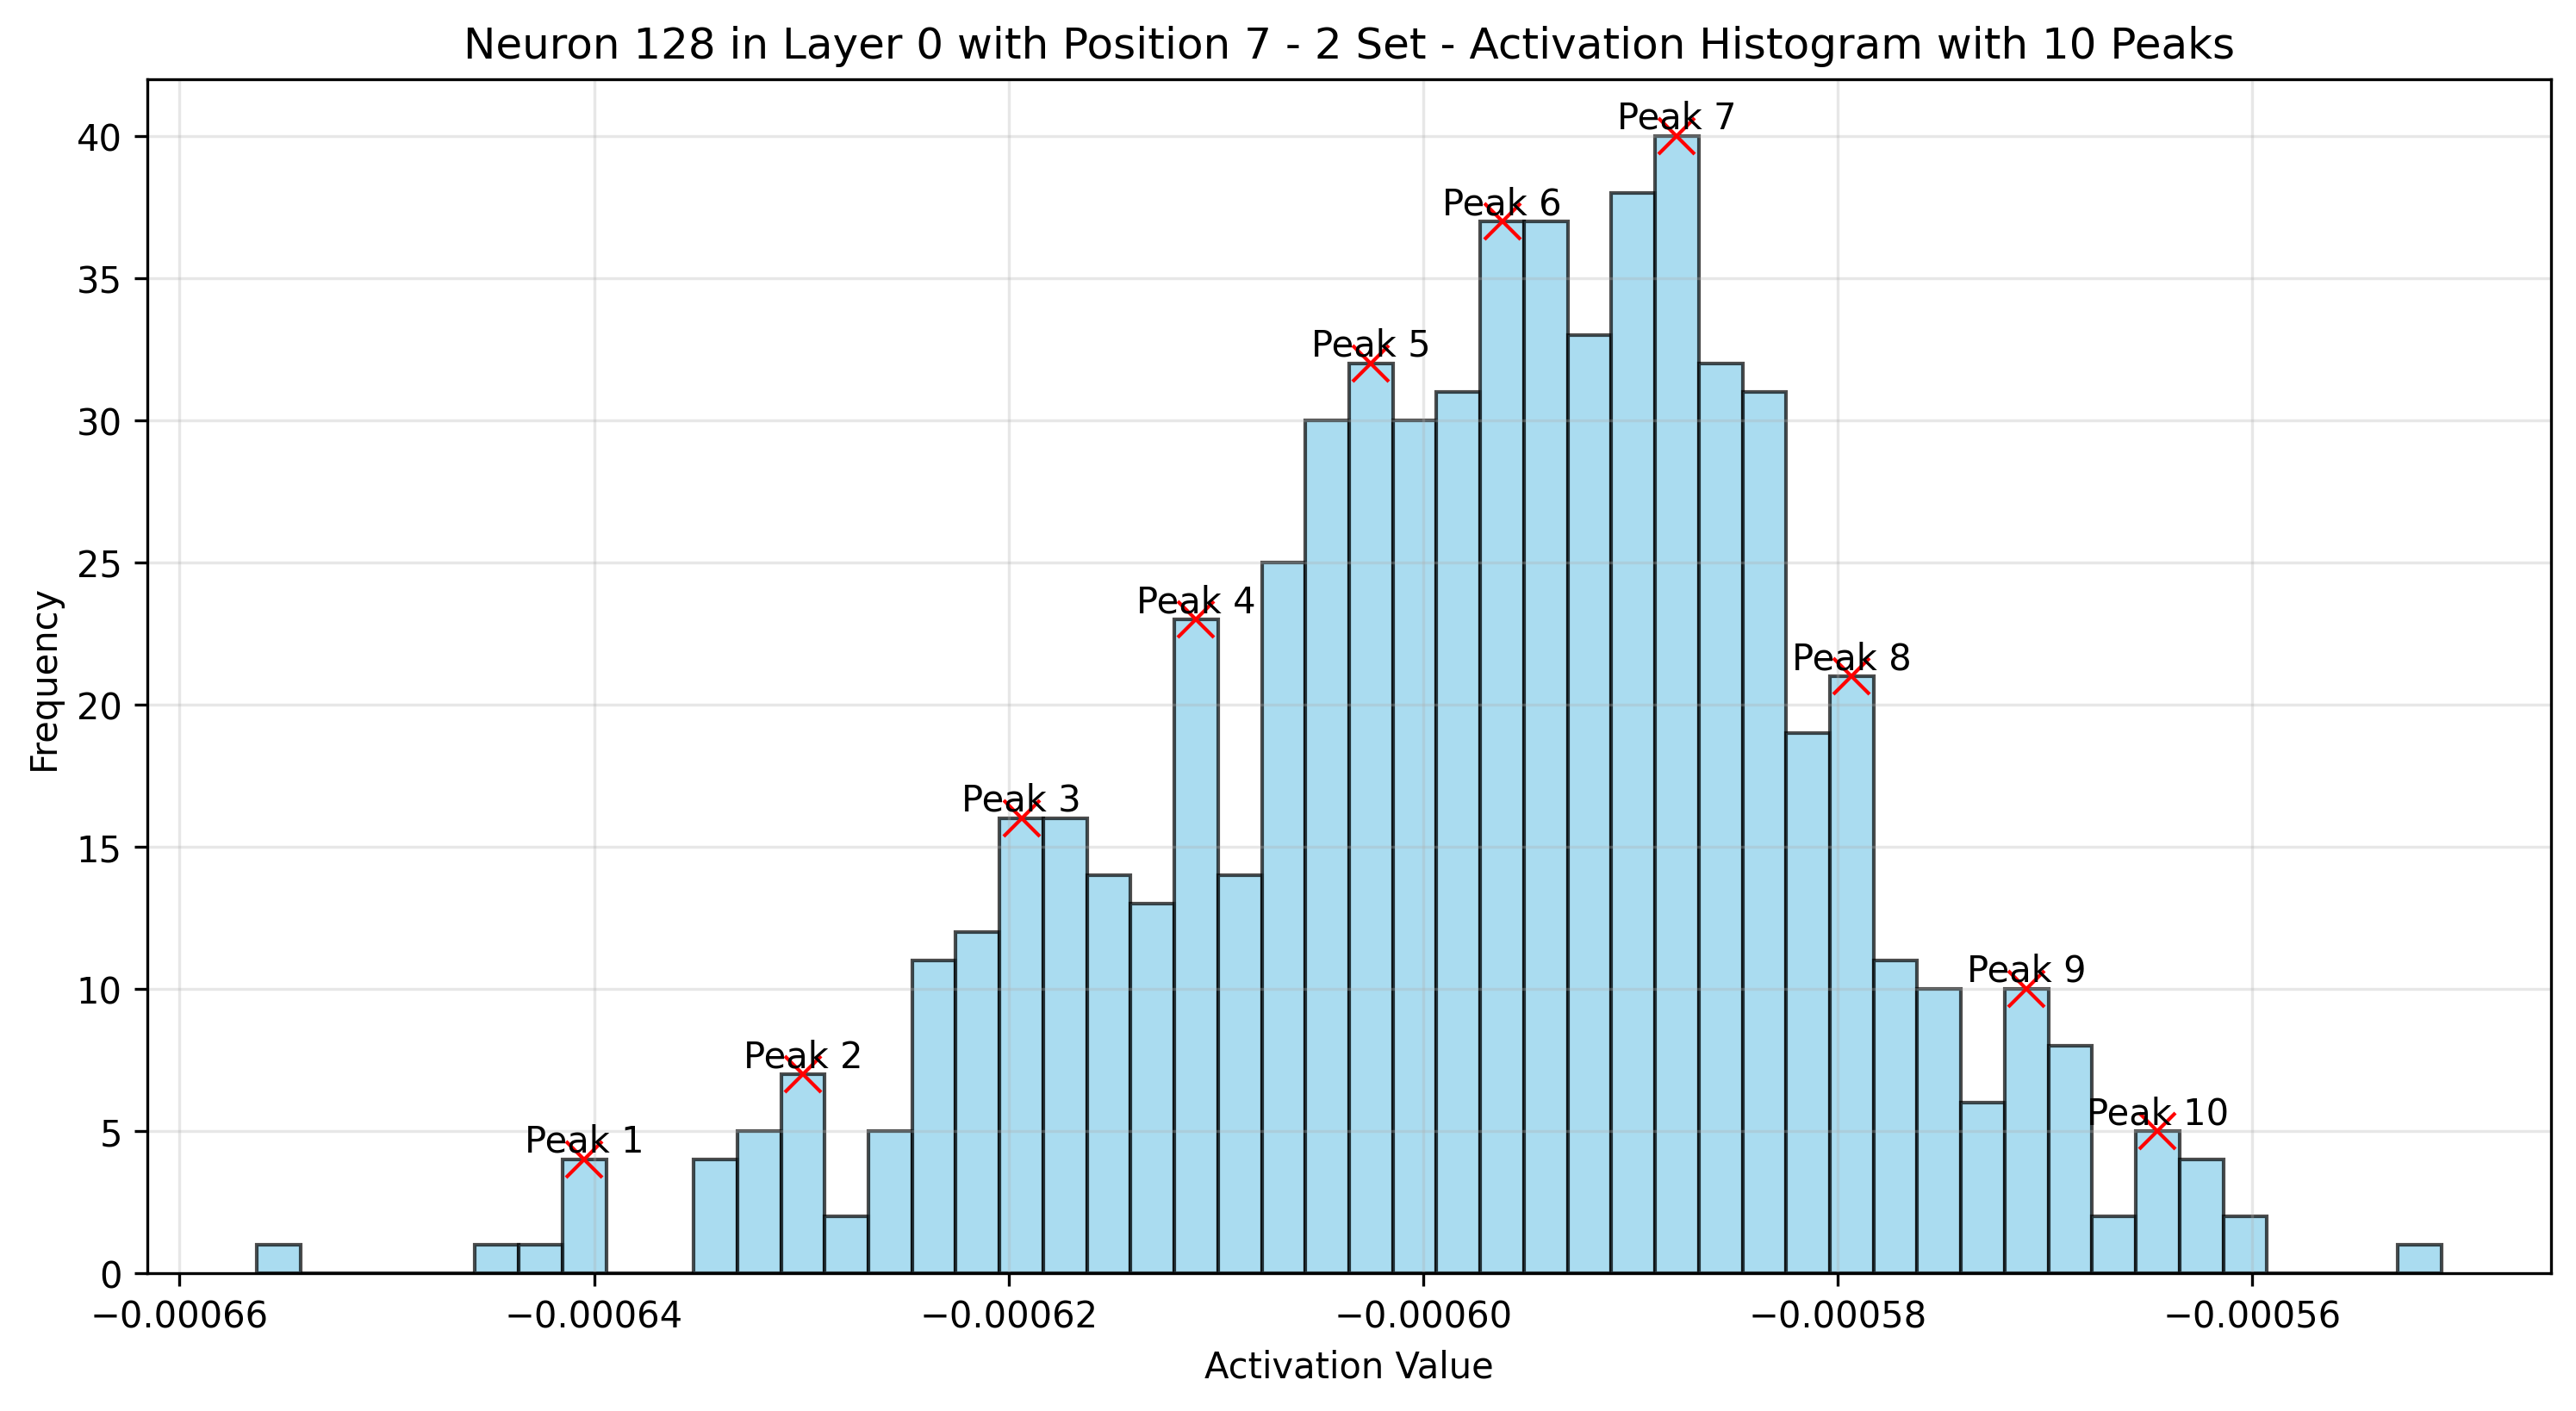 Neuron 128 in Layer 0 with Position 7 - 2 Set - Activation Histogram with 10 Peaks
40
35
30
25
20
15
10
5
0
Frequency
Peak 1
Peak 2
Peak 3
Peak 4
Peak 5
Peak 6
Peak 7
Peak 8
Peak 9
Peak 10
−0.00066
−0.00064
−0.00062
−0.00060
−0.00058
−0.00056
Activation Value